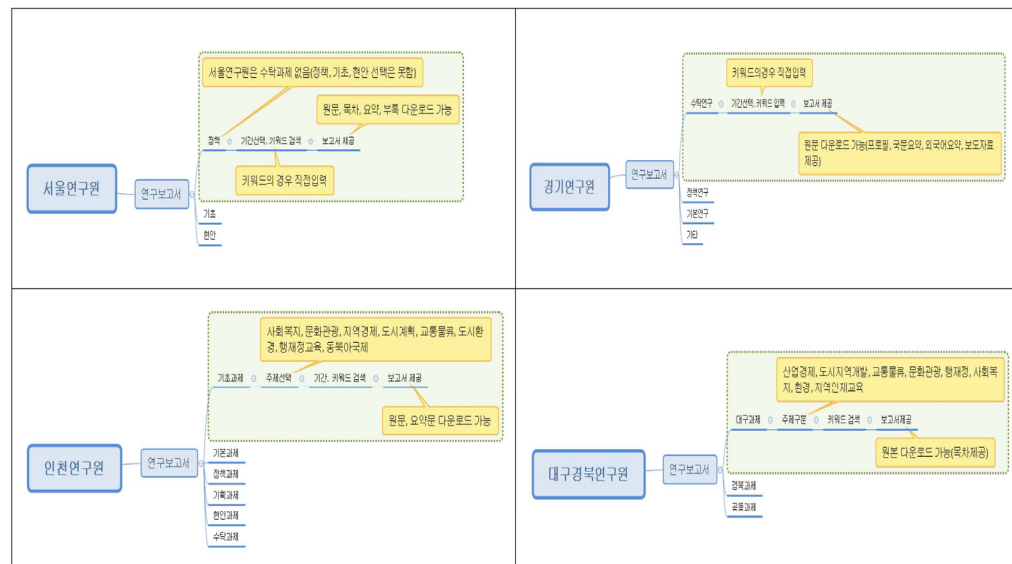 서울연구원은 수탁과제 없음(정책, 기초, 현안 선택은 못함)
원문, 목차, 요약, 부록 다운로드 가능
정책
기간선택, 키워드 검색
보고서 제공
키워드의 경우 직접입력
서울연구원
연구보고서
기초
현안
키워드의경우 직접입력
수탁연구
기간선택, 키워드 입력
보고서 제공
원문 다운로드 가능(프로필, 국문요약, 외국어요약, 보도자료
제공)
경기연구원
연구보고서
정책연구
기본연구
기타
사회복지, 문화관광, 지역경제, 도시계획, 교통물류, 도시환
경, 행재정교육, 동북아국제
기초과제
주제선택
기간, 키워드 검색
보고서 제공
원문, 요약문 다운로드 가능
인천연구원
연구보고서
기본과제
정책과제
기획과제
현안과제
수탁과제
산업경제, 도시지역개발, 교통물류, 문화관광, 행재정, 사회복
지, 환경, 지역인재교육
대구과제
주제구분
키워드 검색
보고서제공
원본 다운로드 가능(목차제공)
대구경북연구원
연구보고서
경북과제
공동과제